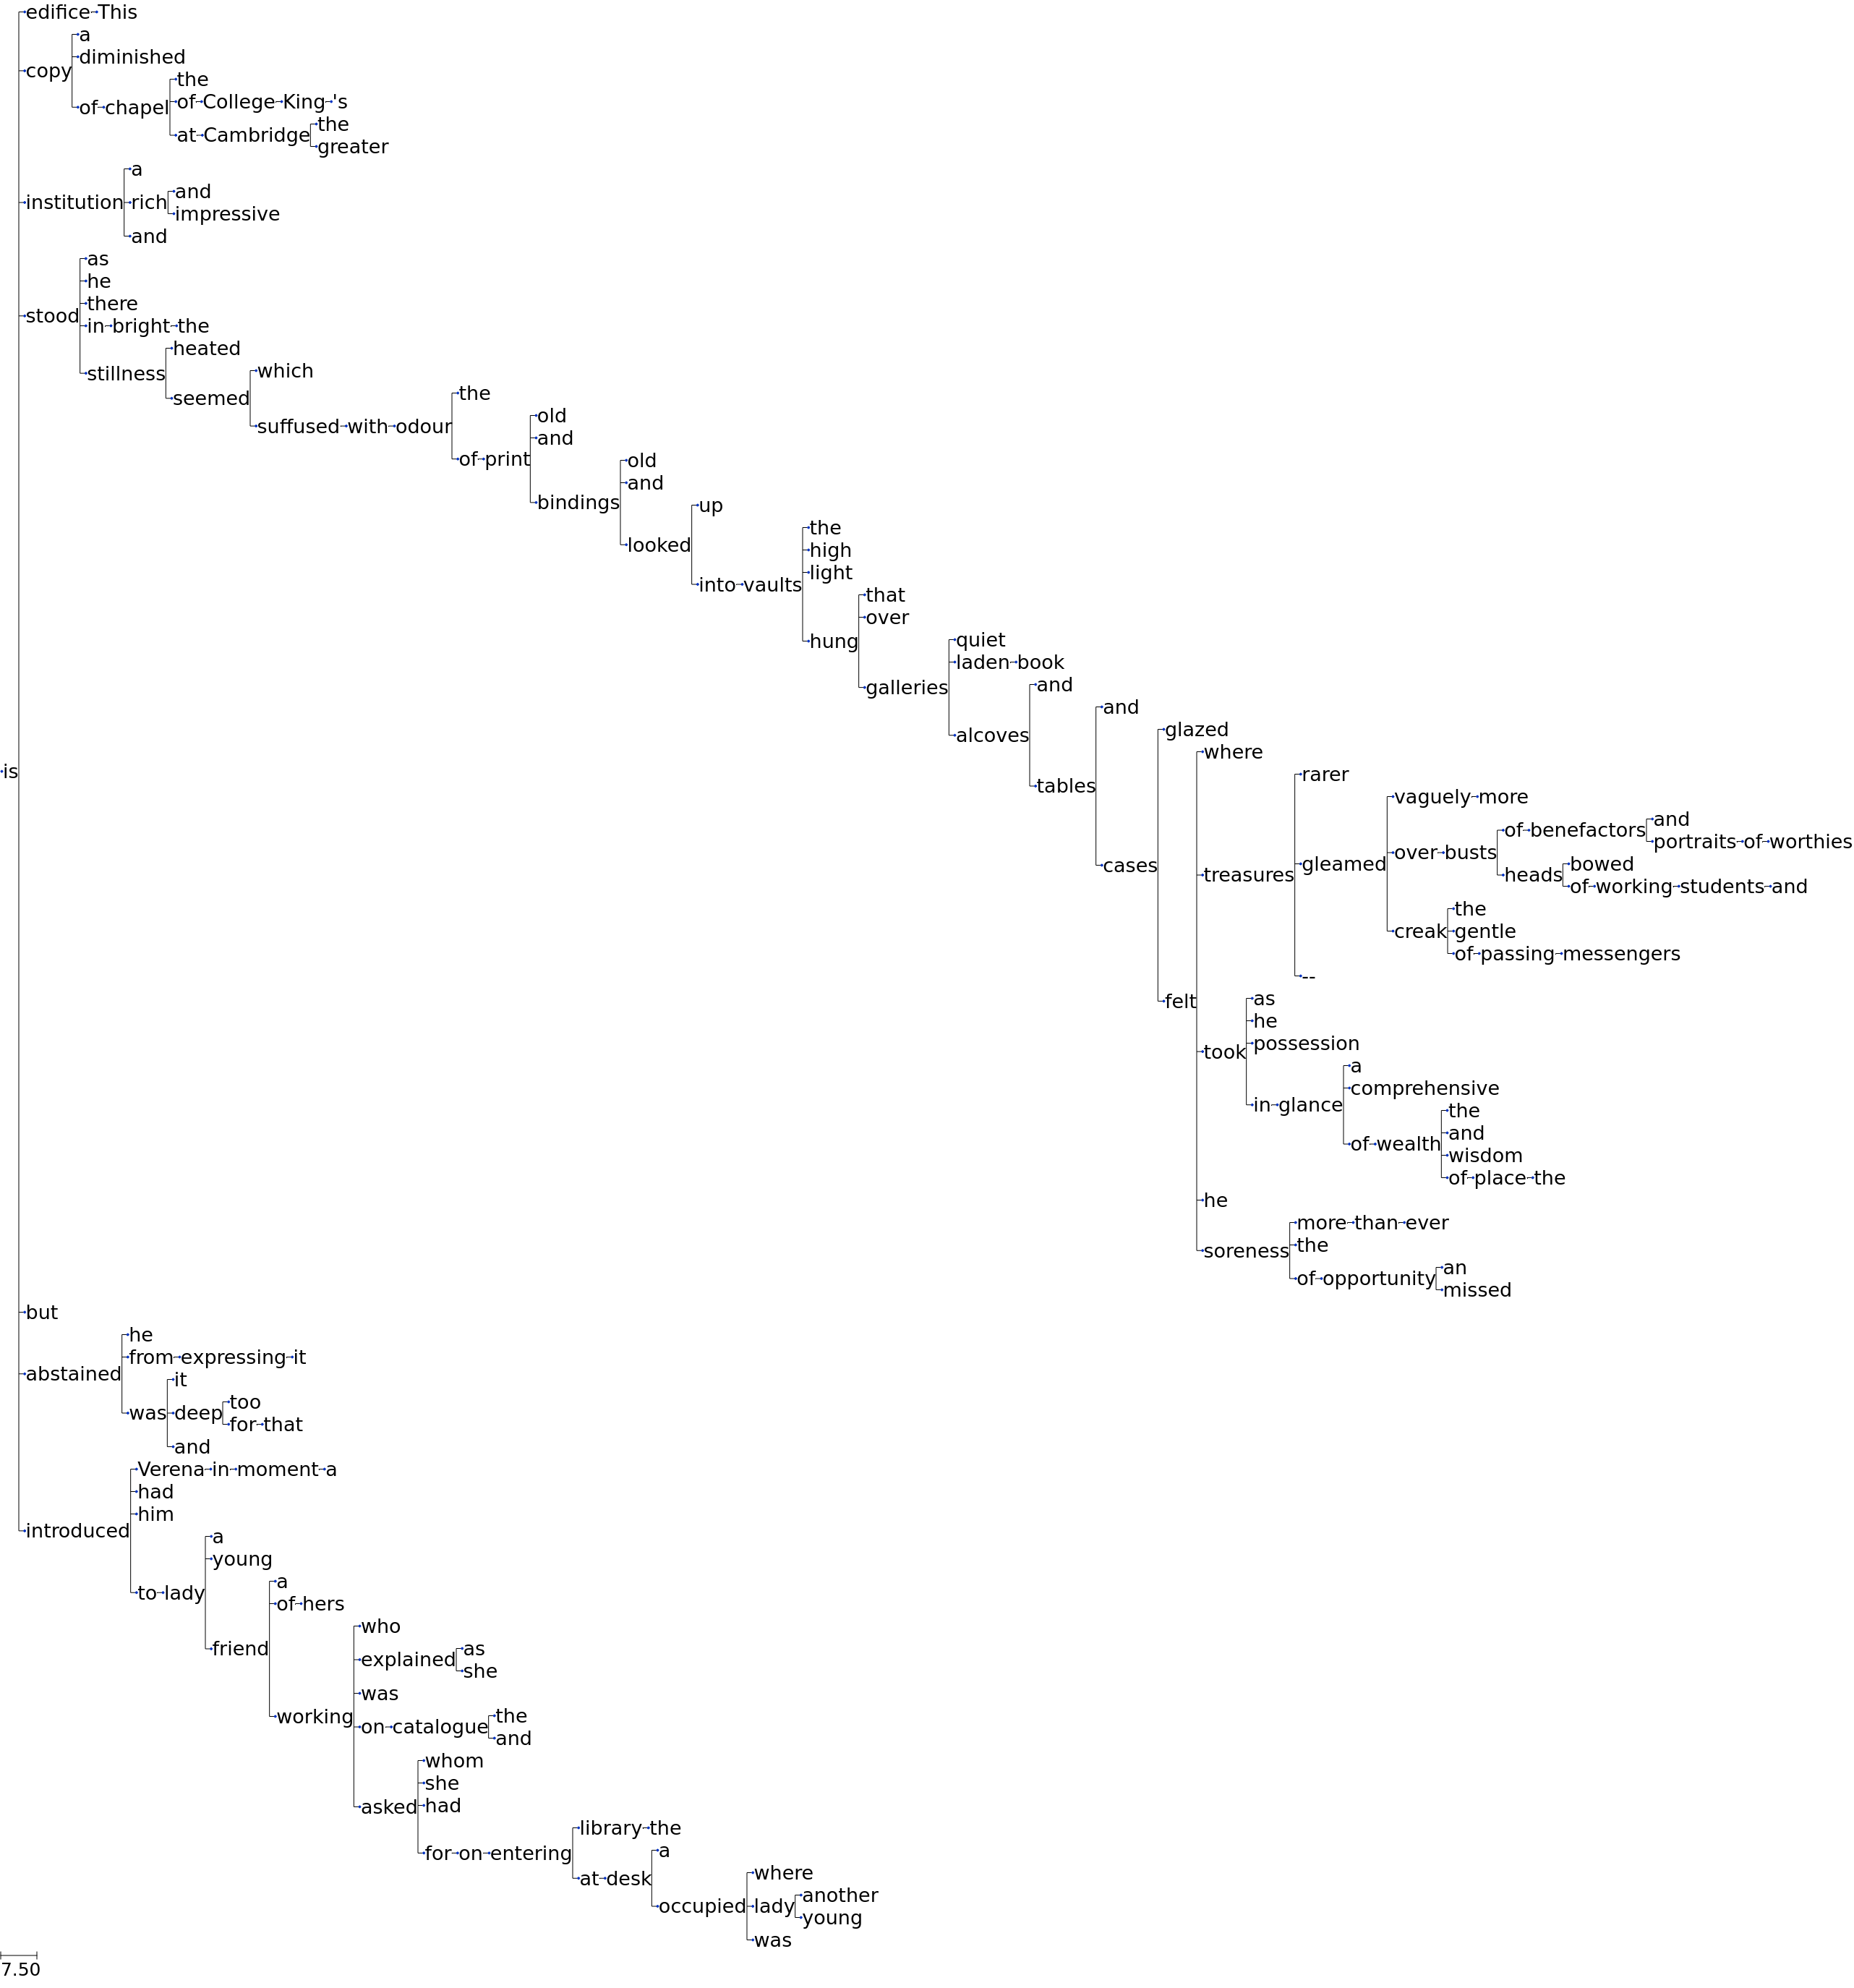 edifice This
a
diminished
copy
the
of College King 's
of chapel
the
at Cambridge
greater
a
and
institution rich
impressive
and
as
he
there
stood
in bright the
heated
which
stillness
the
seemed
old
suffused with odour
and
of print
old
and
bindings
up
the
looked
high
light
into vaults
that
over
quiet
hung
laden book
and
galleries
and
glazed
alcoves
where
is
rarer
tables
vaguely more
and
of benefactors
portraits of worthies
over busts
bowed
gleamed
cases
treasures
heads
of working students and
the
creak gentle
of passing messengers
--
as
felt
he
possession
took
a
comprehensive
in glance
the
and
of wealth
wisdom
of place the
he
more than ever
the
soreness
an
of opportunity
missed
but
he
from expressing it
abstained
it
too
was deep
for that
and
Verena in moment a
had
him
introduced
a
young
a
to lady
of hers
who
friend
as
explained
she
was
the
working
on catalogue
and
whom
she
asked had
library the
a
for on entering
where
at desk
another
occupied lady
young
was
7.50